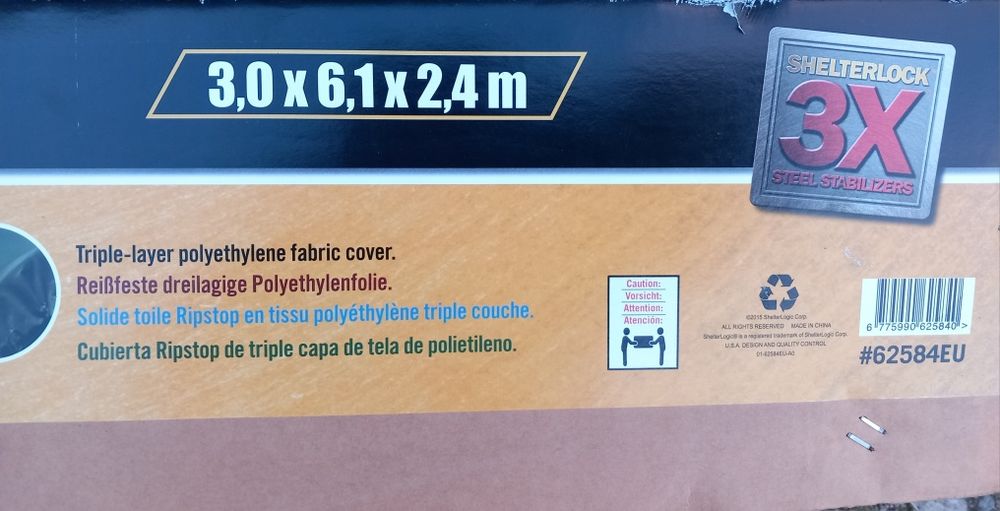 3,0 x 6,1 x 2,4 m
SHELTERLOCK
3X
STEEL STABILIZERS
Triple-layer polyethylene fabric cover.
Reißfeste dreilagige Polyethylenfolie.
Solide toile Ripstop en tissu polyéthylène triple couche.
Cubierta Ripstop de triple capa de tela de polietileno.
Caution:
Vorsicht:
Attention:
Atención:
©2015 ShelterLogic Corp.
ALL RIGHTS RESERVED MADE IN CHINA
ShelterLogic® is a registered trademark of ShelterLogic Corp.
U.S.A. DESIGN AND QUALITY CONTROL
01-62584EU-A0
6 775990 625840 >
#62584EU